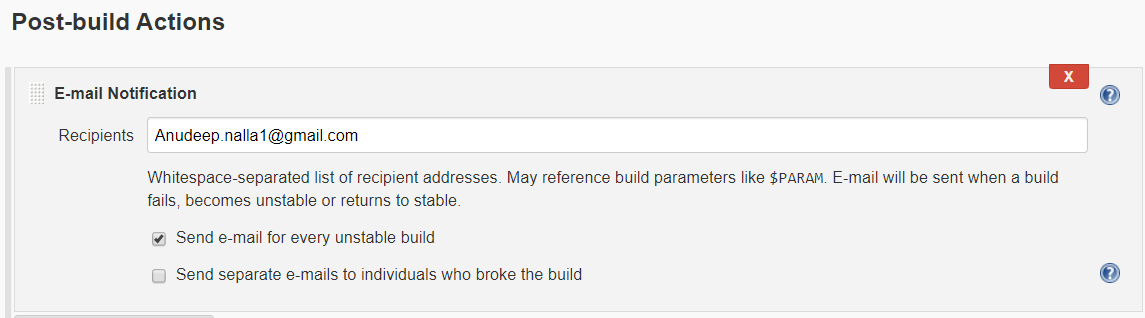 Post-build Actions
X
E-mail Notification
?
Recipients Anudeep.nalla1@gmail.com
Whitespace-separated list of recipient addresses. May reference build parameters like $PARAM. E-mail will be sent when a build
fails, becomes unstable or returns to stable.
Send e-mail for every unstable build
Send separate e-mails to individuals who broke the build
?